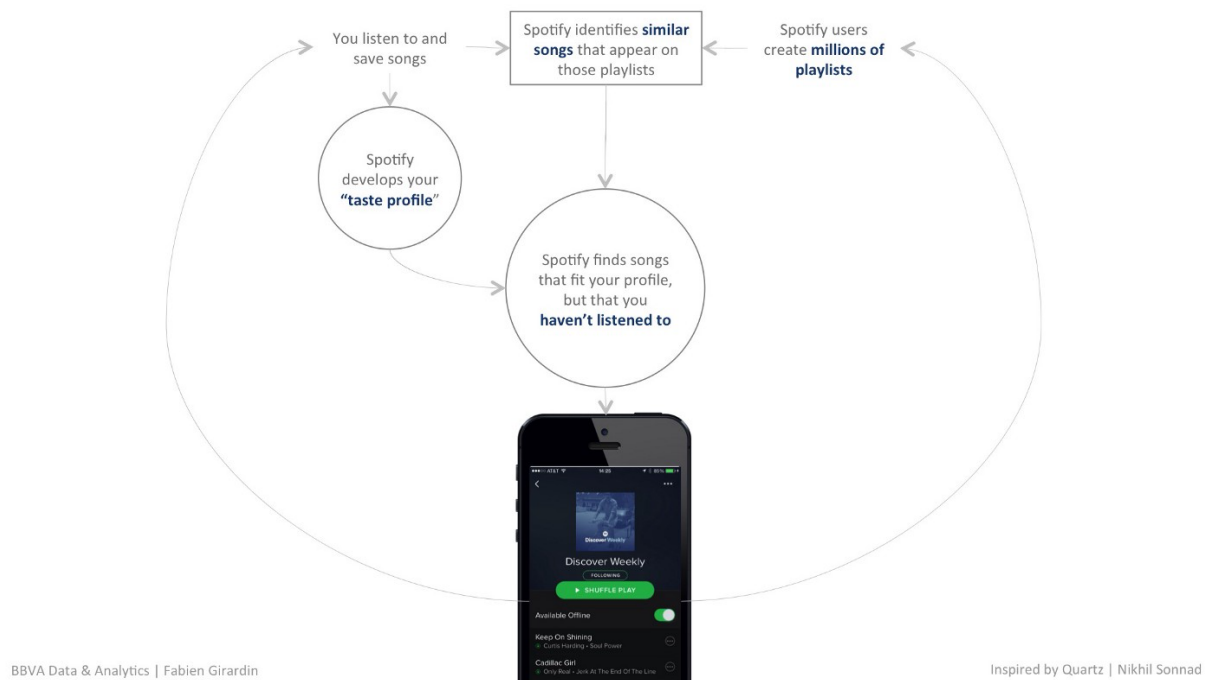 You listen to and
save songs
Spotify identifies similar
songs that appear on
those playlists
Spotify users
create millions of
playlists
Spotify
develops your
“taste profile”
Spotify finds songs
that fit your profile,
but that you
haven’t listened to
AT&T 14:25 85%
Discover Weekly
Discover Weekly
FOLLOWING
SHUFFLE PLAY
Available Offline
Keep On Shining
Curtis Harding • Soul Power
Cadillac Girl
Only Real • Jerk At The End Of The Line
BBVA Data & Analytics | Fabien Girardin
Inspired by Quartz | Nikhil Sonnad